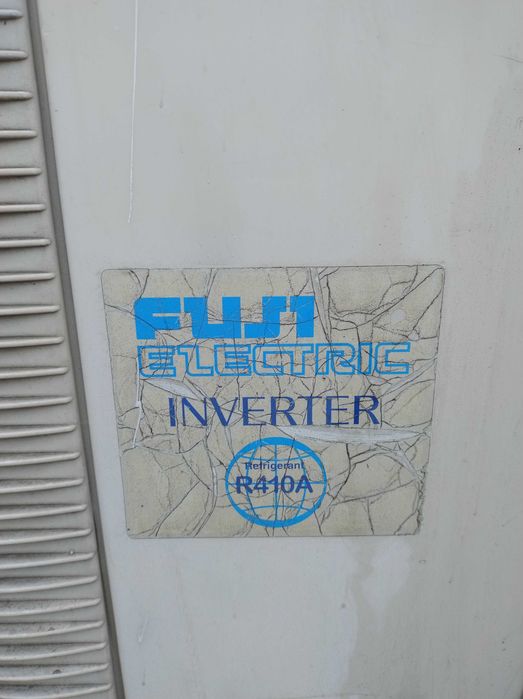 FUJI
ELECTRIC
INVERTER
Refrigerant
R410A